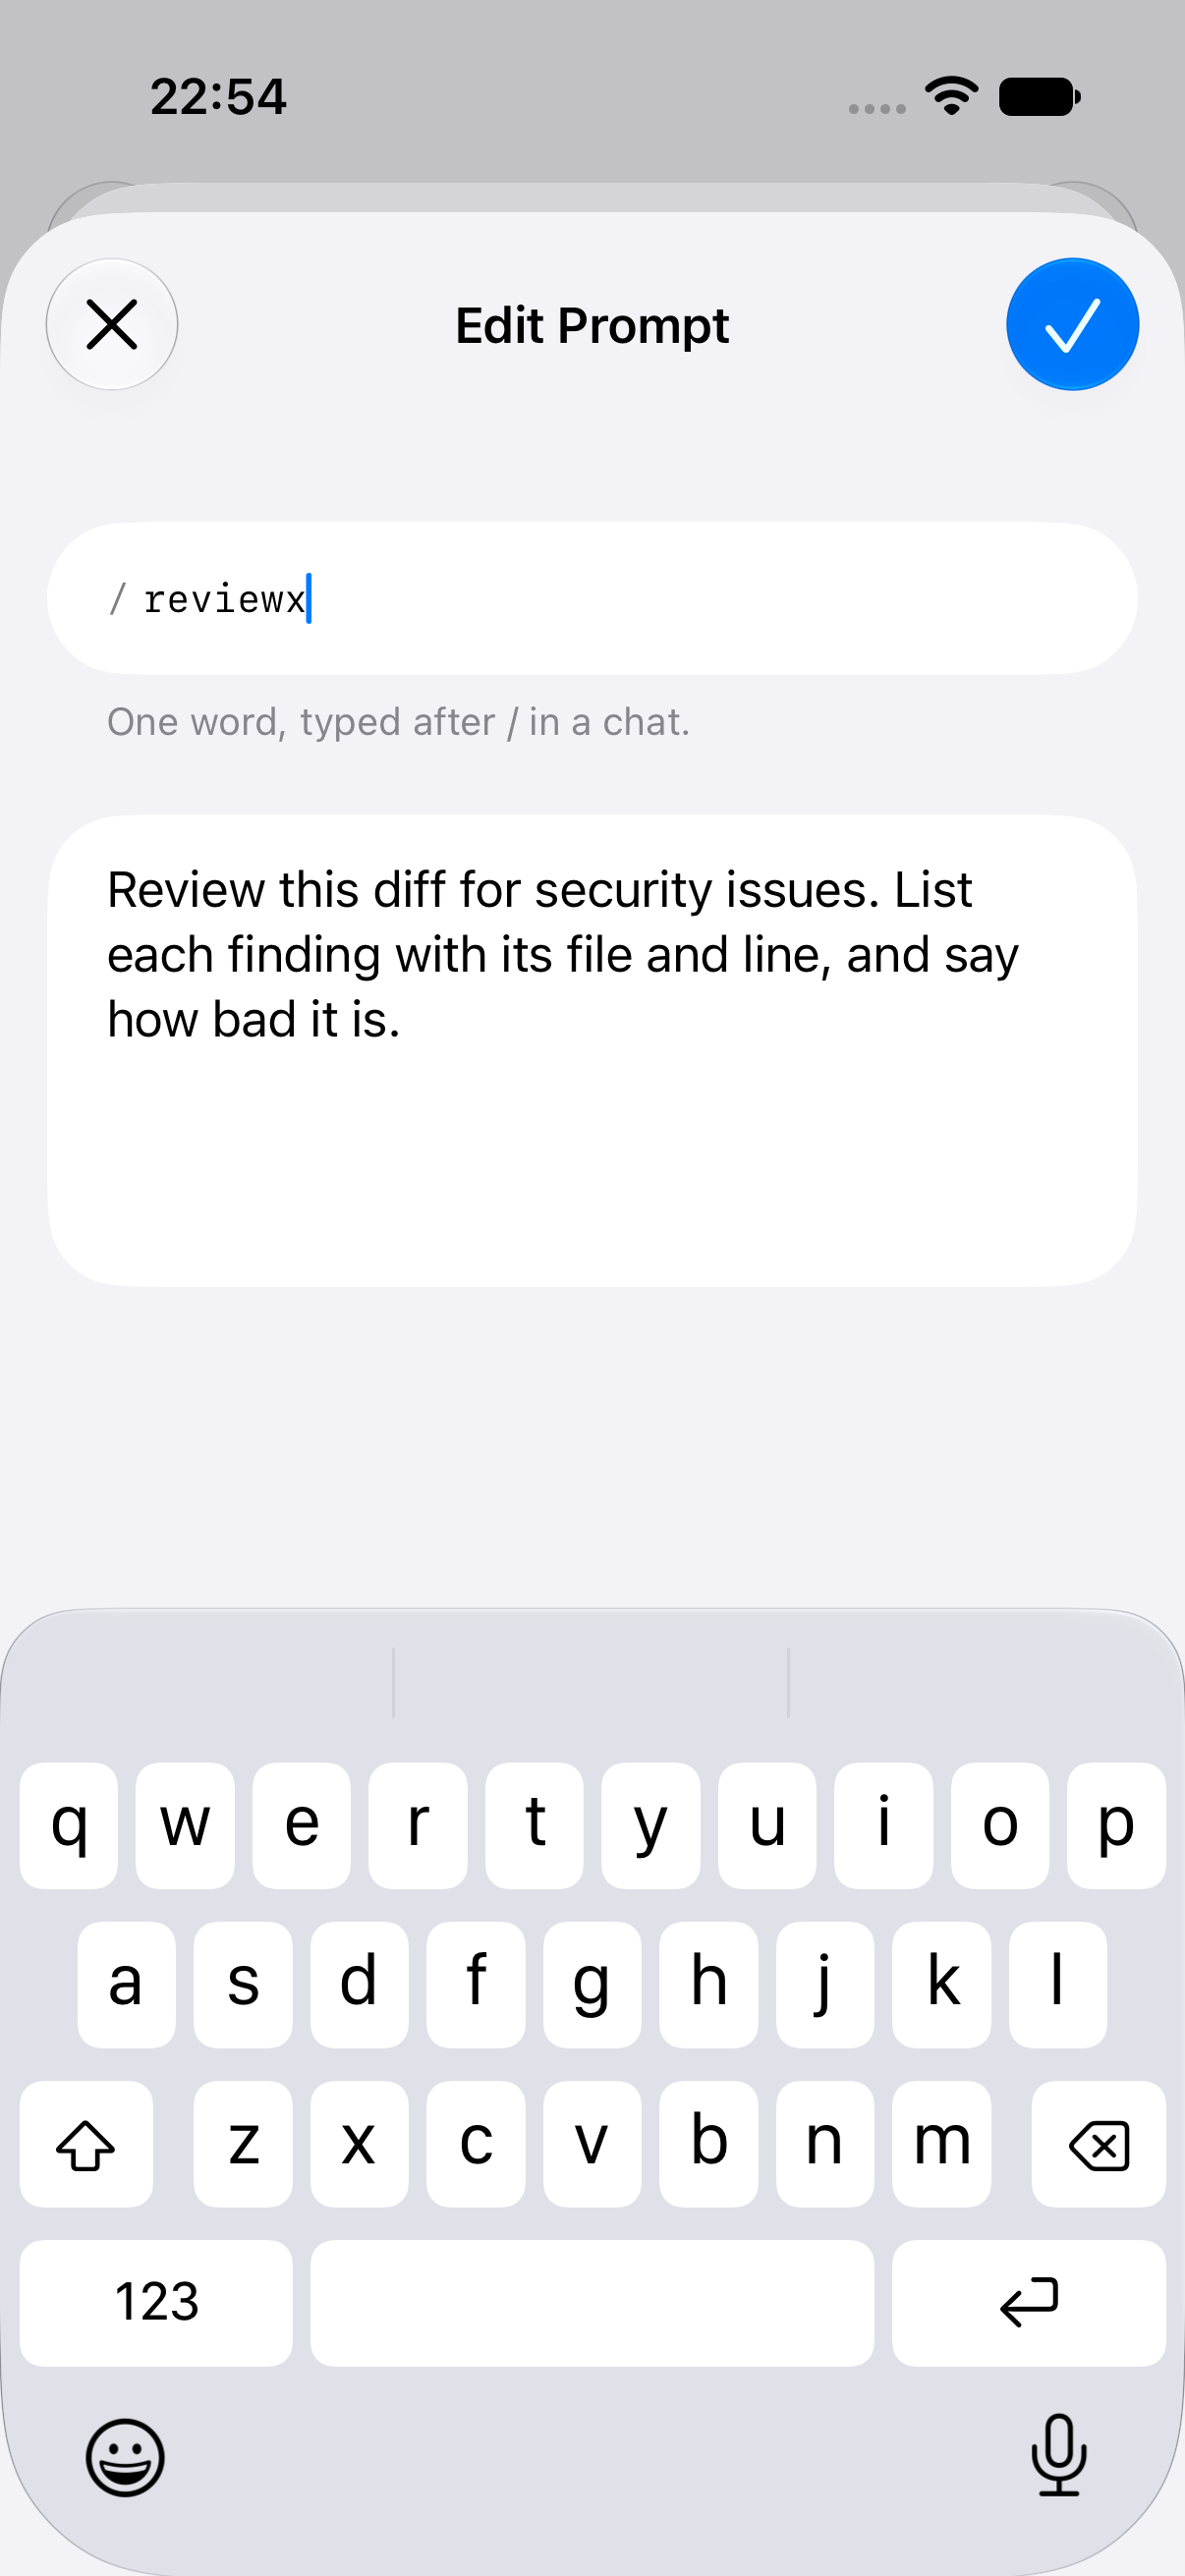 22:54
Edit Prompt
/ reviewx
One word, typed after / in a chat.
Review this diff for security issues. List
each finding with its file and line, and say
how bad it is.
q w e r t y u i o p
a s d f g h j k l
z x c v b n m
123